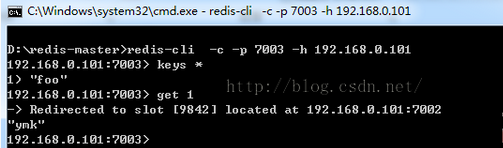 C:\Windows\system32\cmd.exe - redis-cli -c -p 7003 -h 192.168.0.101
D:\redis-master>redis-cli -c -p 7003 -h 192.168.0.101
192.168.0.101:7003> keys *
1) "foo"
192.168.0.101:7003> get 1
-> Redirected to slot [9842] located at 192.168.0.101:7002
"ymk"
192.168.0.101:7003>
http://blog.csdn.net/